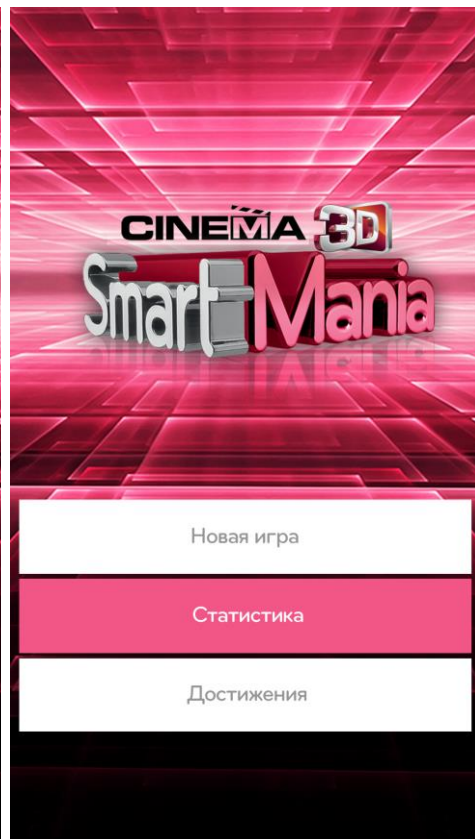 CINEMA 3D
Smart Mania
Новая игра
Статистика
Достижения